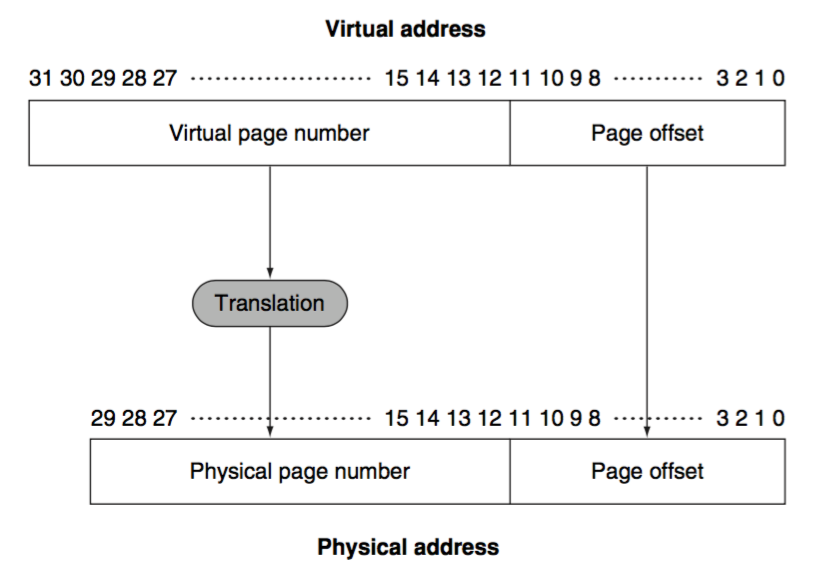 Virtual address
31 30 29 28 27 ···················· 15 14 13 12 11 10 9 8 ··········· 3 2 1 0
Virtual page number Page offset
Translation
29 28 27 ···················· 15 14 13 12 11 10 9 8 ··········· 3 2 1 0
Physical page number Page offset
Physical address